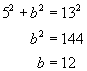 5² + b² = 13²
b² = 144
b = 12